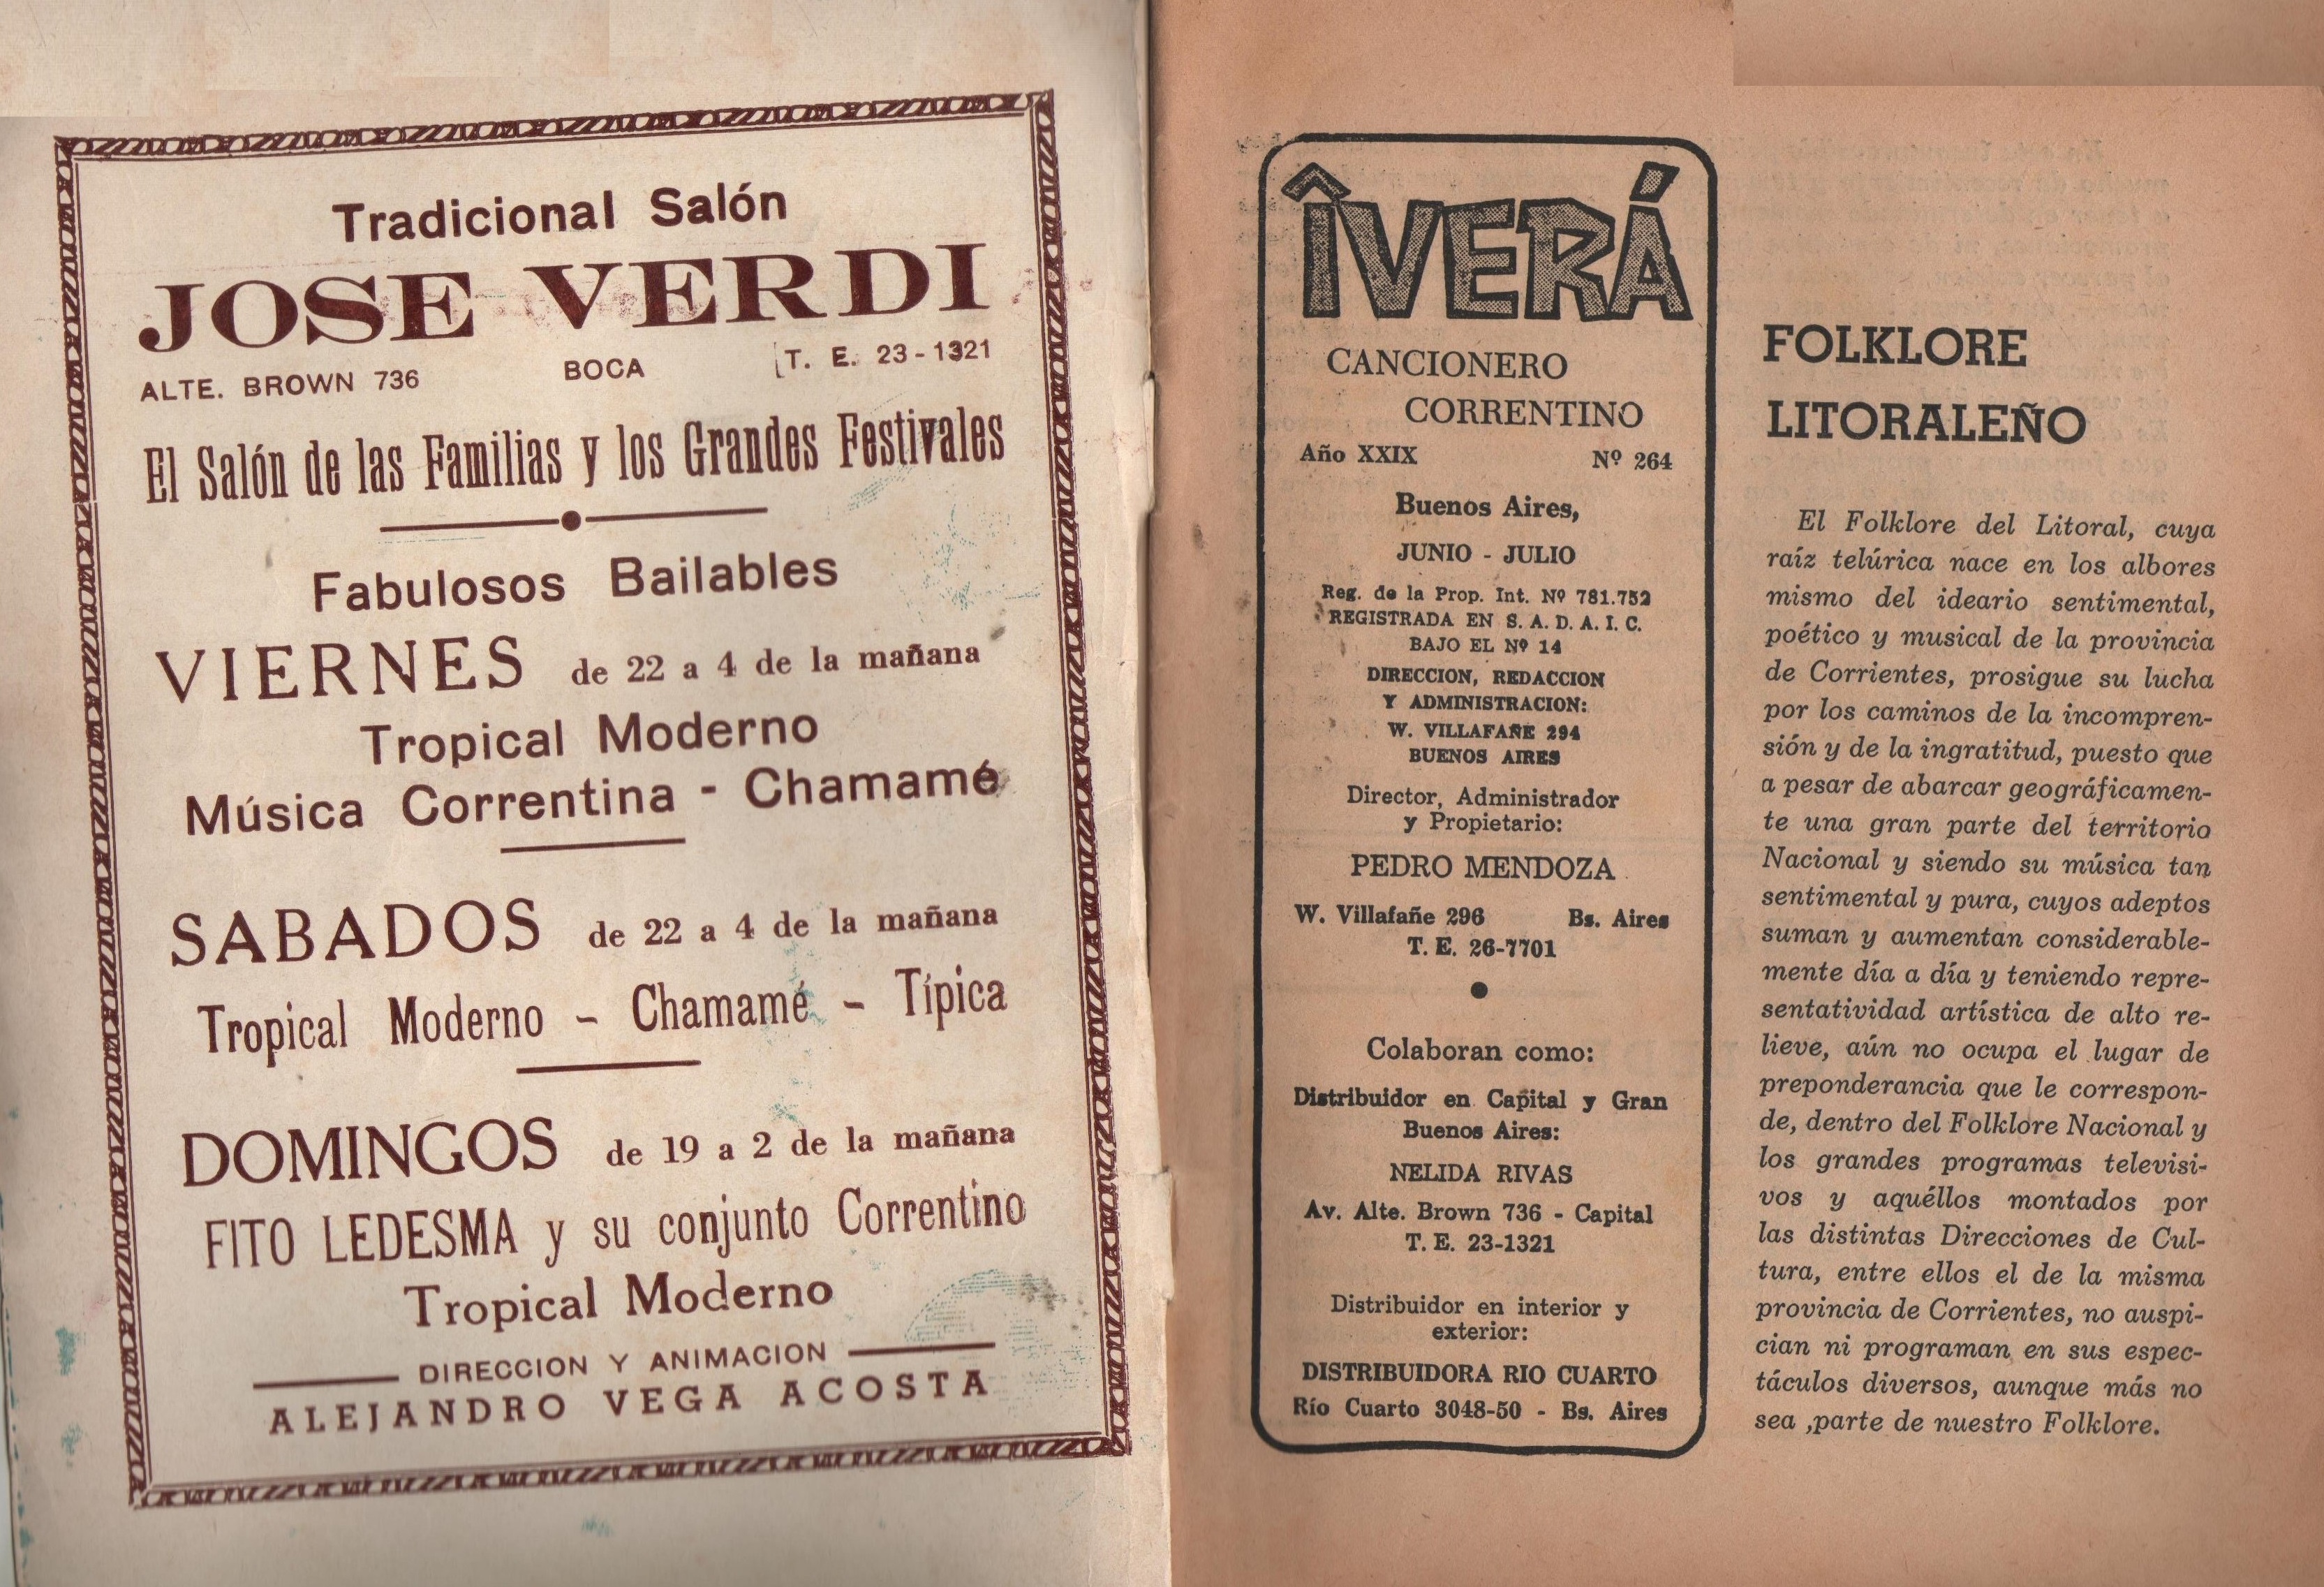 Tradicional Salón
JOSE VERDI
ALTE. BROWN 736 BOCA T. E. 23-1321
El Salón de las Familias y los Grandes Festivales
Fabulosos Bailables
VIERNES de 22 a 4 de la mañana
Tropical Moderno
Música Correntina - Chamamé
SABADOS de 22 a 4 de la mañana
Tropical Moderno - Chamamé - Típica
DOMINGOS de 19 a 2 de la mañana
FITO LEDESMA y su conjunto Correntino
Tropical Moderno
DIRECCION Y ANIMACION
ALEJANDRO VEGA ACOSTA
ÎVERÁ
CANCIONERO
CORRENTINO
Año XXIX Nº 264
Buenos Aires,
JUNIO - JULIO
Reg. de la Prop. Int. Nº 781.752
REGISTRADA EN S. A. D. A. I. C.
BAJO EL Nº 14
DIRECCION, REDACCION
Y ADMINISTRACION:
W. VILLAFAÑE 294
BUENOS AIRES
Director, Administrador
y Propietario:
PEDRO MENDOZA
W. Villafañe 296 Bs. Aires
T. E. 26-7701
Colaboran como:
Distribuidor en Capital y Gran
Buenos Aires:
NELIDA RIVAS
Av. Alte. Brown 736 - Capital
T. E. 23-1321
Distribuidor en interior y
exterior:
DISTRIBUIDORA RIO CUARTO
Río Cuarto 3048-50 - Bs. Aires
FOLKLORE
LITORALEÑO
El Folklore del Litoral, cuya
raíz telúrica nace en los albores
mismo del ideario sentimental,
poético y musical de la provincia
de Corrientes, prosigue su lucha
por los caminos de la incompren-
sión y de la ingratitud, puesto que
a pesar de abarcar geográficamen-
te una gran parte del territorio
Nacional y siendo su música tan
sentimental y pura, cuyos adeptos
suman y aumentan considerable-
mente día a día y teniendo repre-
sentatividad artística de alto re-
lieve, aún no ocupa el lugar de
preponderancia que le correspon-
de, dentro del Folklore Nacional y
los grandes programas televisi-
vos y aquéllos montados por
las distintas Direcciones de Cul-
tura, entre ellos el de la misma
provincia de Corrientes, no auspi-
cian ni programan en sus espec-
táculos diversos, aunque más no
sea ,parte de nuestro Folklore.